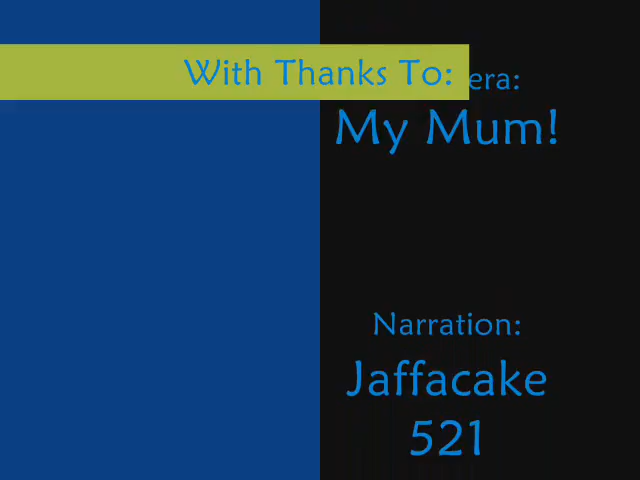 With Thanks To:
era:
My Mum!
Narration:
Jaffacake
521